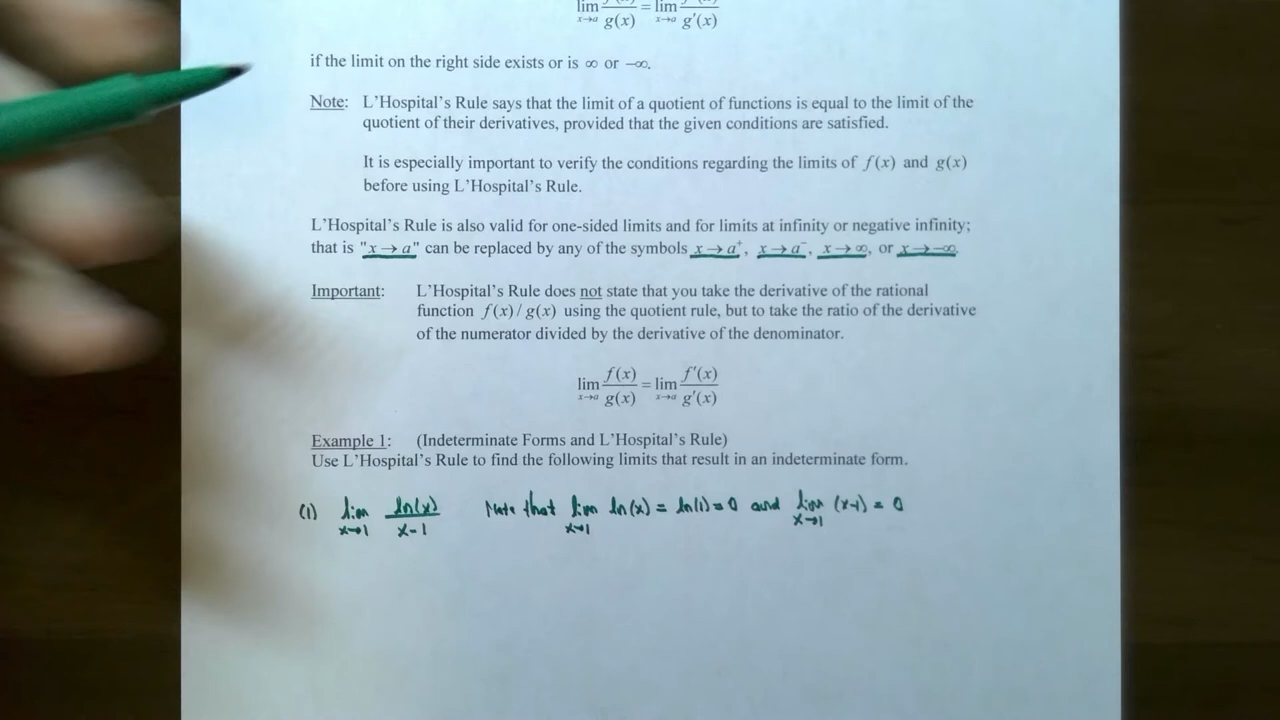 lim x→a f(x)/g(x) = lim x→a f'(x)/g'(x)
if the limit on the right side exists or is ∞ or −∞.
Note: L'Hospital's Rule says that the limit of a quotient of functions is equal to the limit of the
quotient of their derivatives, provided that the given conditions are satisfied.
It is especially important to verify the conditions regarding the limits of f(x) and g(x)
before using L'Hospital's Rule.
L'Hospital's Rule is also valid for one-sided limits and for limits at infinity or negative infinity;
that is "x→a" can be replaced by any of the symbols x→a⁺, x→a⁻, x→∞, or x→−∞.
Important: L'Hospital's Rule does not state that you take the derivative of the rational
function f(x)/g(x) using the quotient rule, but to take the ratio of the derivative
of the numerator divided by the derivative of the denominator.
lim x→a f(x)/g(x) = lim x→a f'(x)/g'(x)
Example 1: (Indeterminate Forms and L'Hospital's Rule)
Use L'Hospital's Rule to find the following limits that result in an indeterminate form.
(1) lim x→1 ln(x)/x-1 Note that lim x→1 ln(x) = ln(1) = 0 and lim x→1 (x-1) = 0